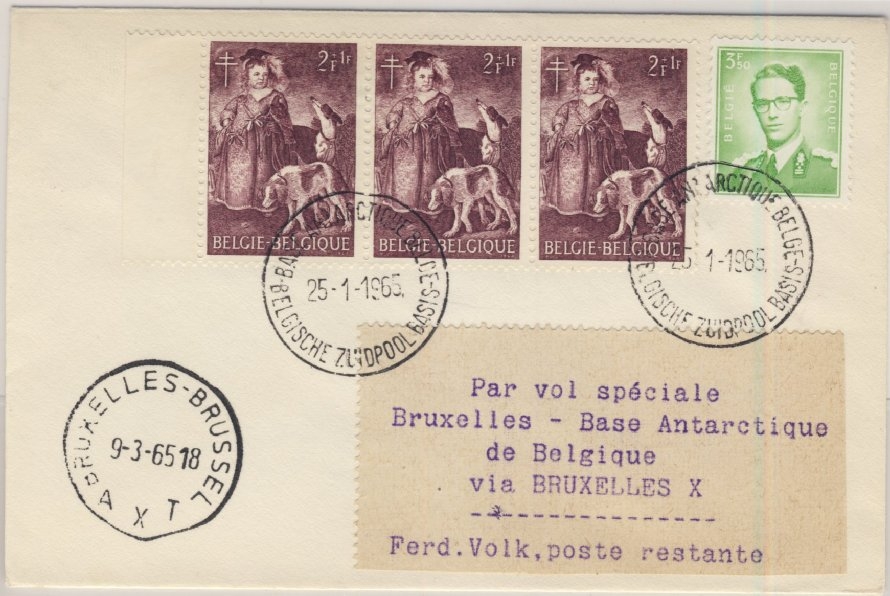 2F+1F
BELGIE-BELGIQUE
2F+1F
BELGIE-BELGIQUE
2F+1F
BELGIE-BELGIQUE
3F50
BELGIË
BELGIQUE
BASE ANTARCTIQUE BELGE
25-1-1965.
BELGISCHE ZUIDPOOL BASIS
BASE ANTARCTIQUE BELGE
25-1-1965.
BELGISCHE ZUIDPOOL BASIS
BRUXELLES-BRUSSEL
9-3-65 18
A X T
Par vol spéciale
Bruxelles - Base Antarctique
de Belgique
via BRUXELLES X
----------------
Ferd.Volk,poste restante